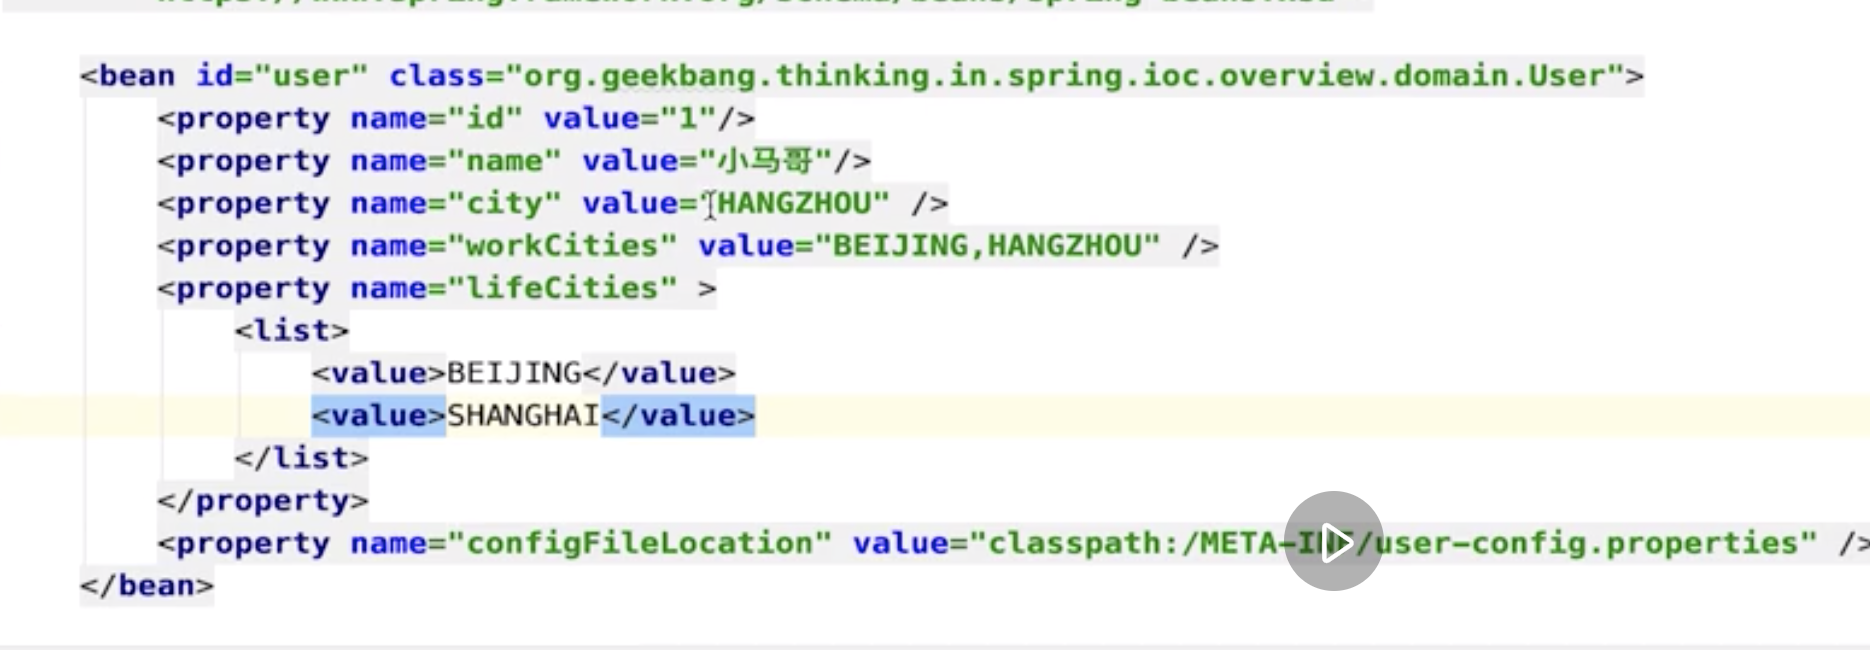 <bean id="user" class="org.geekbang.thinking.in.spring.ioc.overview.domain.User">
<property name="id" value="1"/>
<property name="name" value="小马哥"/>
<property name="city" value="HANGZHOU" />
<property name="workCities" value="BEIJING,HANGZHOU" />
<property name="lifeCities" >
<list>
<value>BEIJING</value>
<value>SHANGHAI</value>
</list>
</property>
<property name="configFileLocation" value="classpath:/META-INF/user-config.properties" />
</bean>